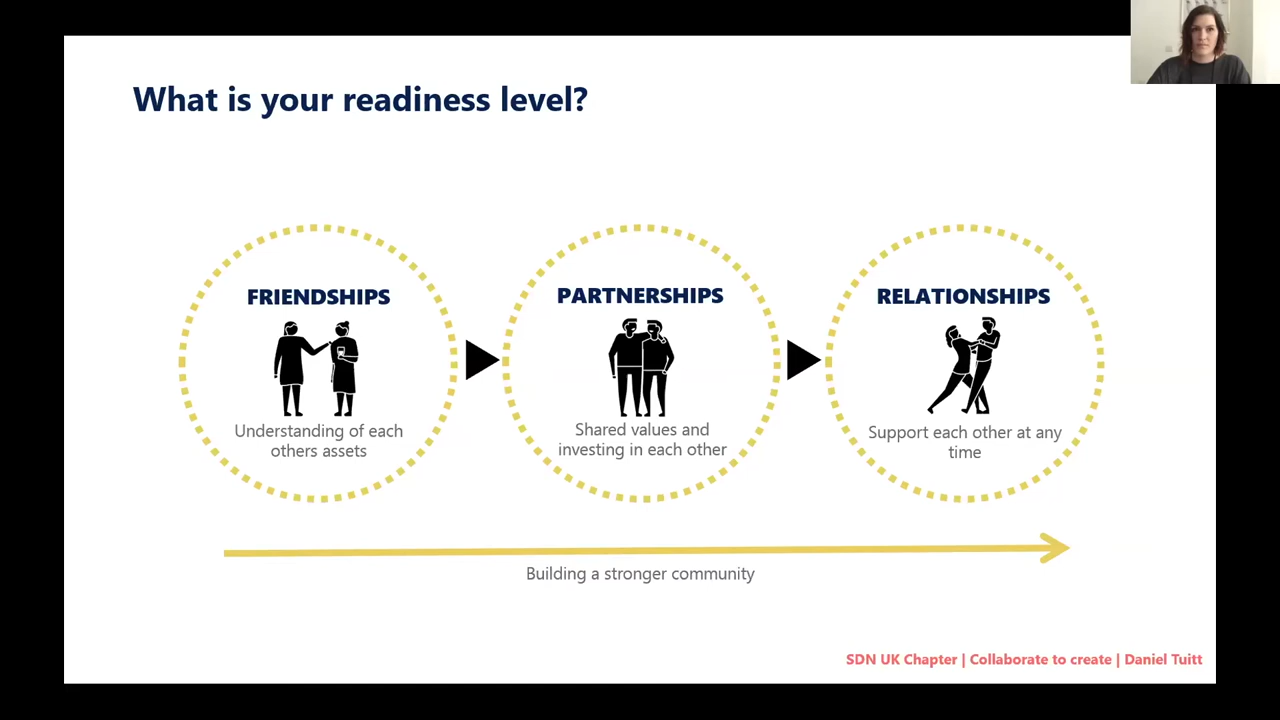 What is your readiness level?
FRIENDSHIPS
Understanding of each
others assets
PARTNERSHIPS
Shared values and
investing in each other
RELATIONSHIPS
Support each other at any
time
Building a stronger community
SDN UK Chapter | Collaborate to create | Daniel Tuitt